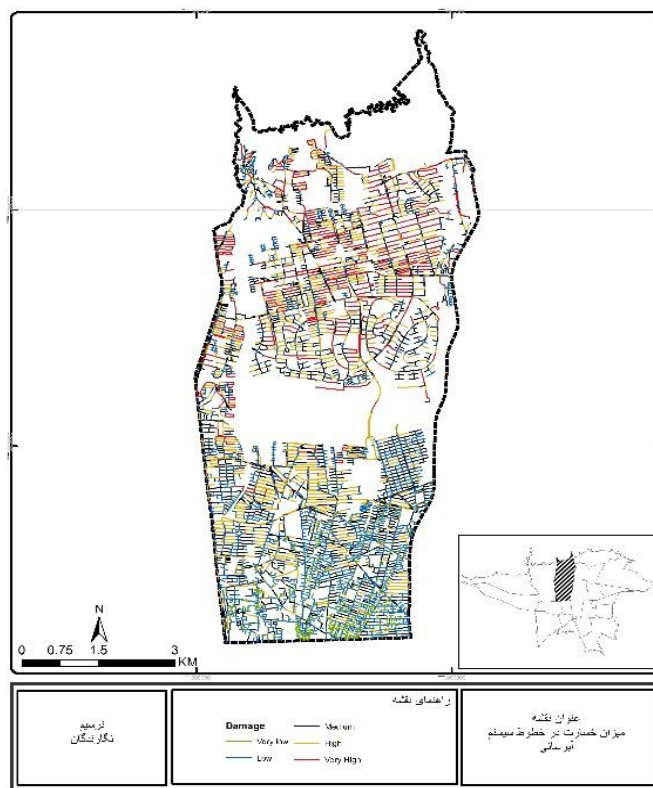 N
0 0.75 1.5 3
KM
ترسیم
نگارندگان
راهنمای نقشه
Damage
Very low
Low
Medium
High
Very High
عنوان نقشه
میزان خسارت در خطوط سیستم
آبرسانی